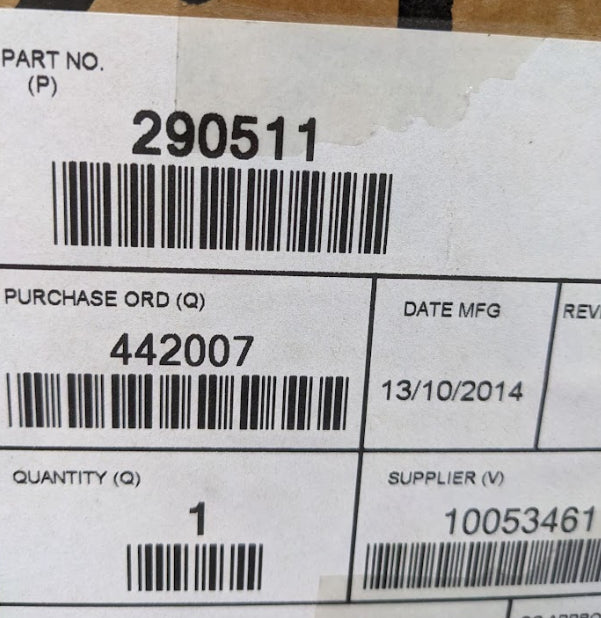 PART NO.
(P)
290511
PURCHASE ORD (Q)
442007
DATE MFG
13/10/2014
QUANTITY (Q)
1
SUPPLIER (V)
10053461